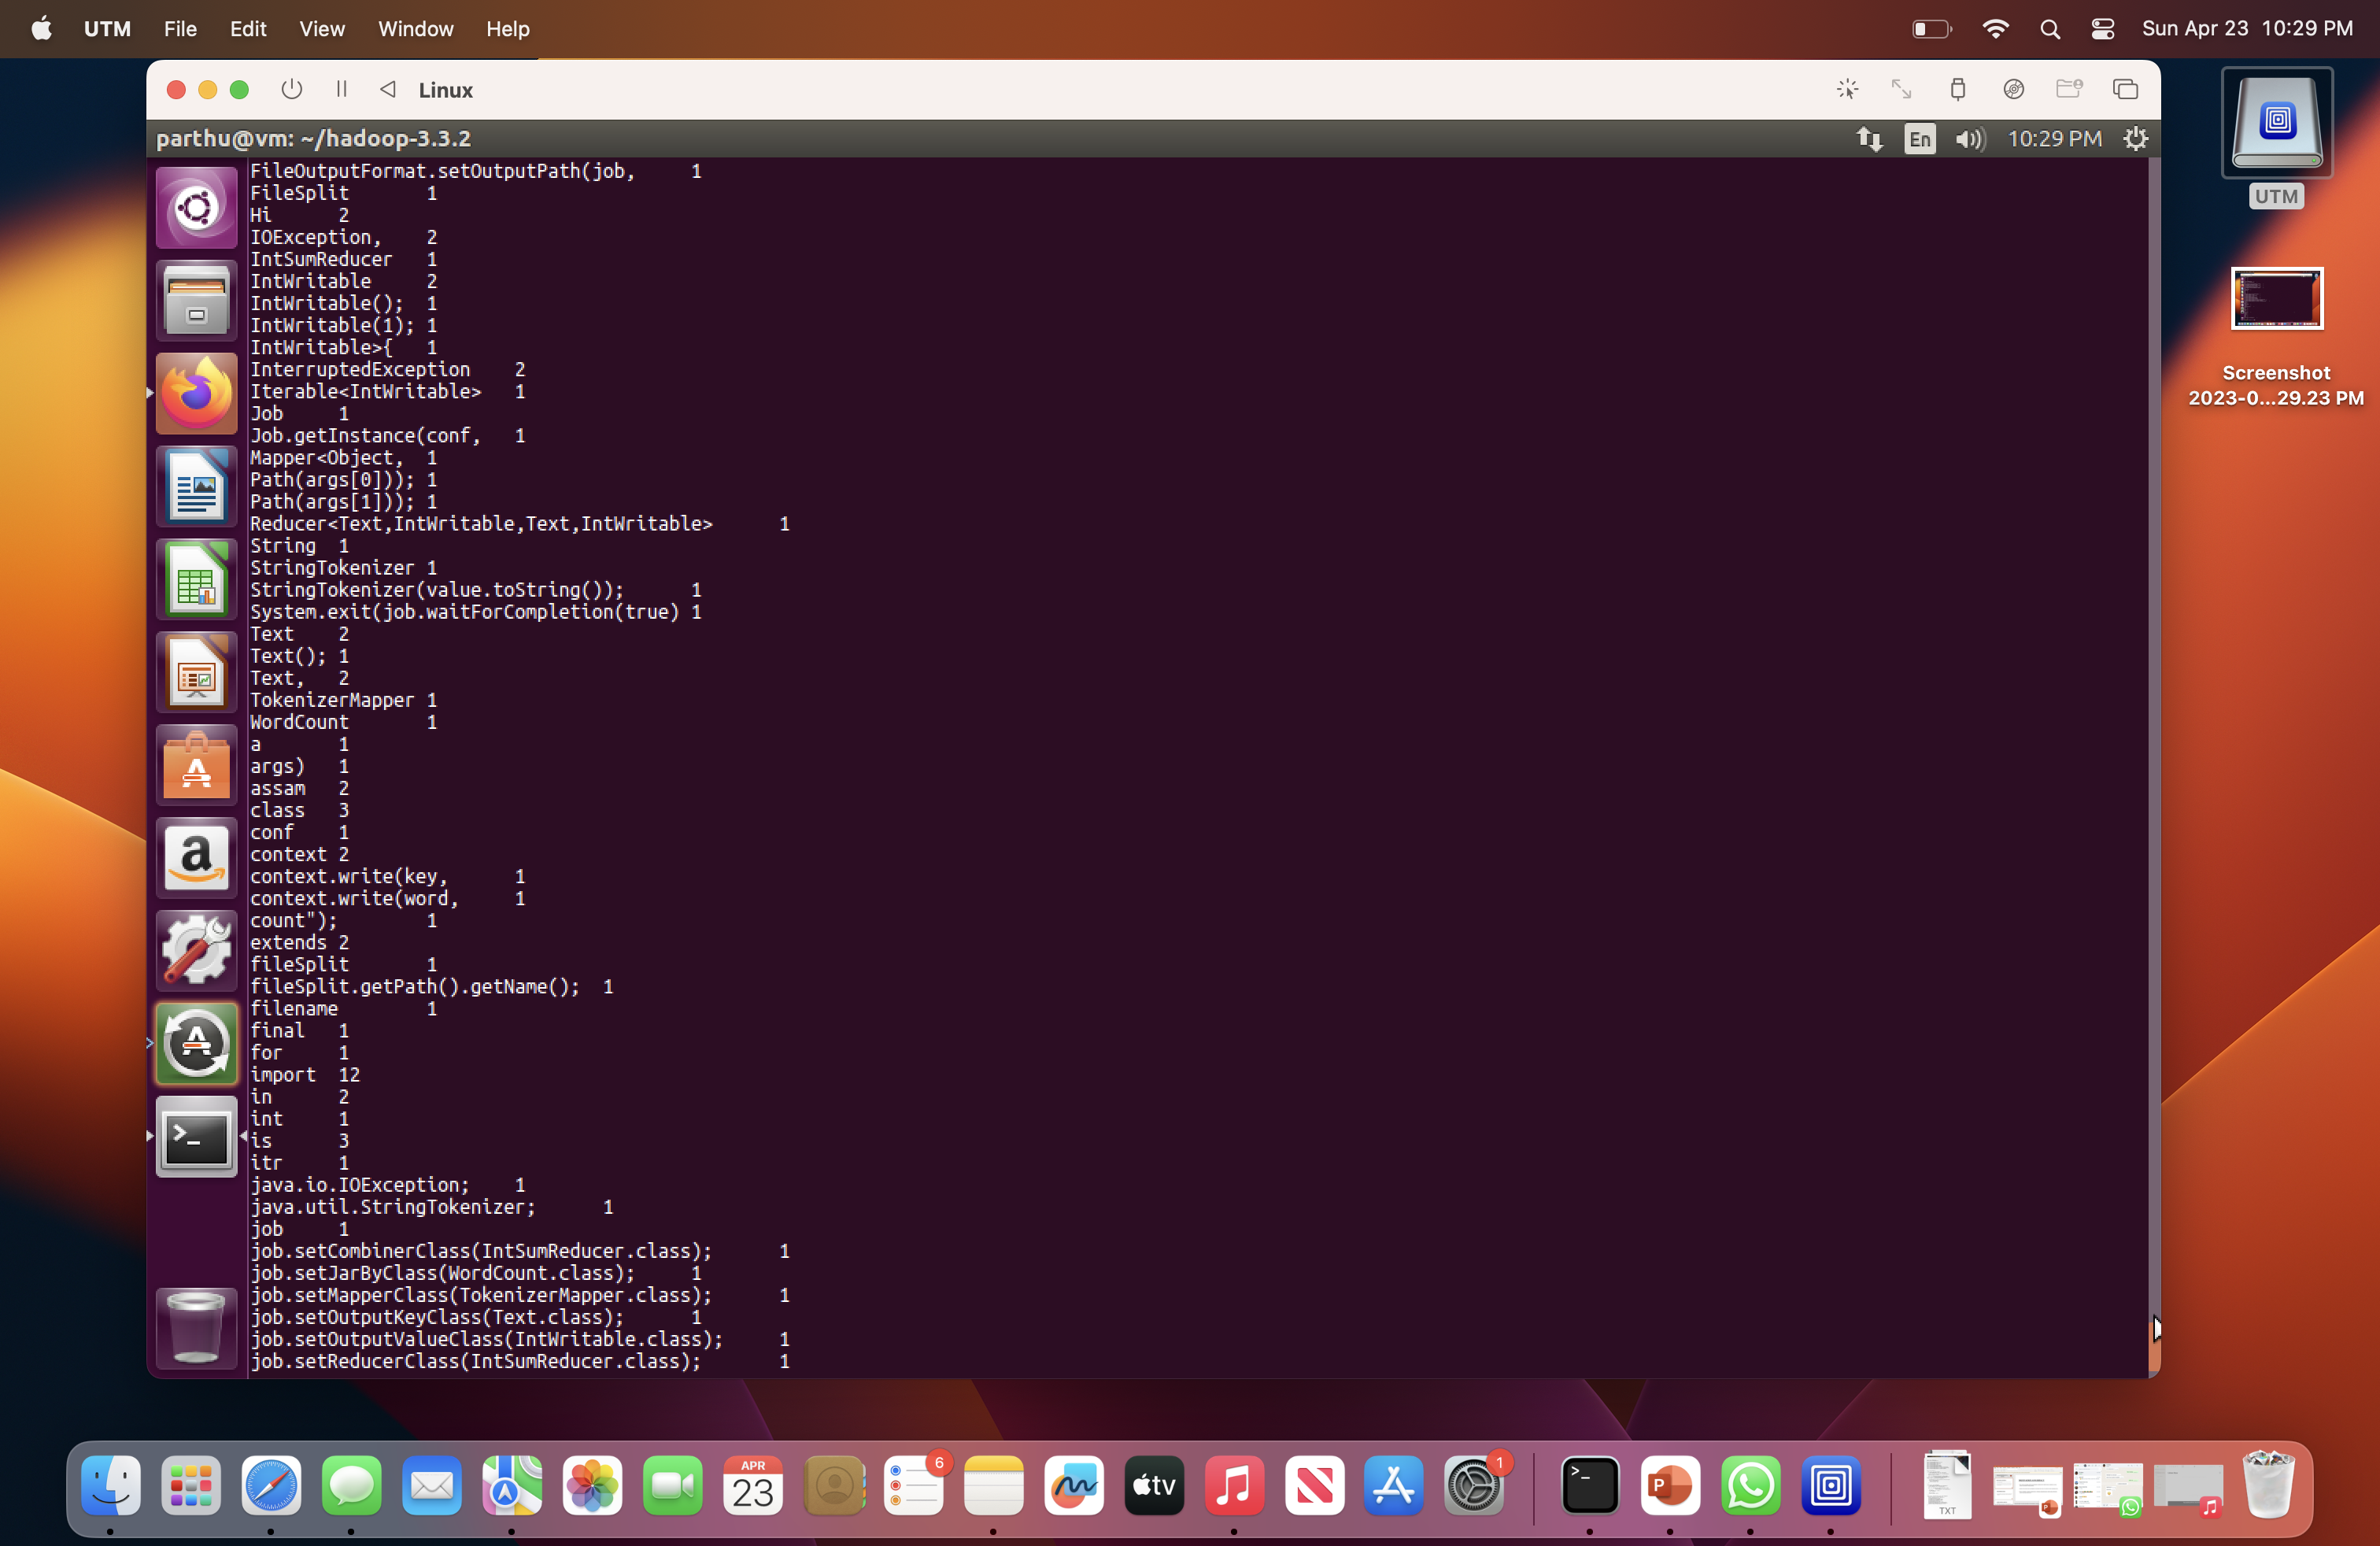 UTM File Edit View Window Help Sun Apr 23 10:29 PM
Linux
parthu@vm: ~/hadoop-3.3.2 En 10:29 PM
FileOutputFormat.setOutputPath(job, 1
FileSplit 1
Hi 2
IOException, 2
IntSumReducer 1
IntWritable 2
IntWritable(); 1
IntWritable(1); 1
IntWritable>{ 1
InterruptedException 2
Iterable<IntWritable> 1
Job 1
Job.getInstance(conf, 1
Mapper<Object, 1
Path(args[0])); 1
Path(args[1])); 1
Reducer<Text,IntWritable,Text,IntWritable> 1
String 1
StringTokenizer 1
StringTokenizer(value.toString()); 1
System.exit(job.waitForCompletion(true) 1
Text 2
Text(); 1
Text, 2
TokenizerMapper 1
WordCount 1
a 1
args) 1
assam 2
class 3
conf 1
context 2
context.write(key, 1
context.write(word, 1
count"); 1
extends 2
fileSplit 1
fileSplit.getPath().getName(); 1
filename 1
final 1
for 1
import 12
in 2
int 1
is 3
itr 1
java.io.IOException; 1
java.util.StringTokenizer; 1
job 1
job.setCombinerClass(IntSumReducer.class); 1
job.setJarByClass(WordCount.class); 1
job.setMapperClass(TokenizerMapper.class); 1
job.setOutputKeyClass(Text.class); 1
job.setOutputValueClass(IntWritable.class); 1
job.setReducerClass(IntSumReducer.class); 1
UTM
Screenshot
2023-0...29.23 PM
APR
23
6
tv
1
P
TXT